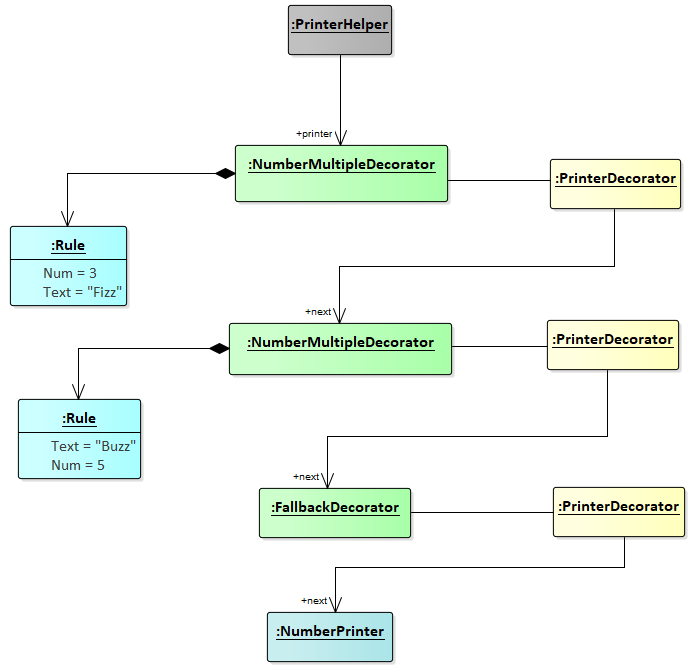 :PrinterHelper
+printer
:NumberMultipleDecorator
:PrinterDecorator
:Rule
Num = 3
Text = "Fizz"
+next
:NumberMultipleDecorator
:PrinterDecorator
:Rule
Text = "Buzz"
Num = 5
+next
:FallbackDecorator
:PrinterDecorator
+next
:NumberPrinter